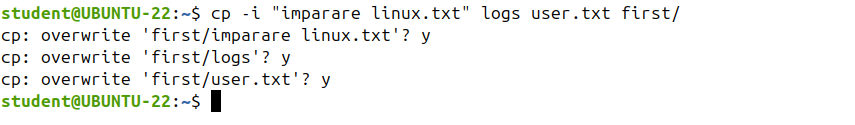 student@UBUNTU-22:~$ cp -i "imparare linux.txt" logs user.txt first/
cp: overwrite 'first/imparare linux.txt'? y
cp: overwrite 'first/logs'? y
cp: overwrite 'first/user.txt'? y
student@UBUNTU-22:~$